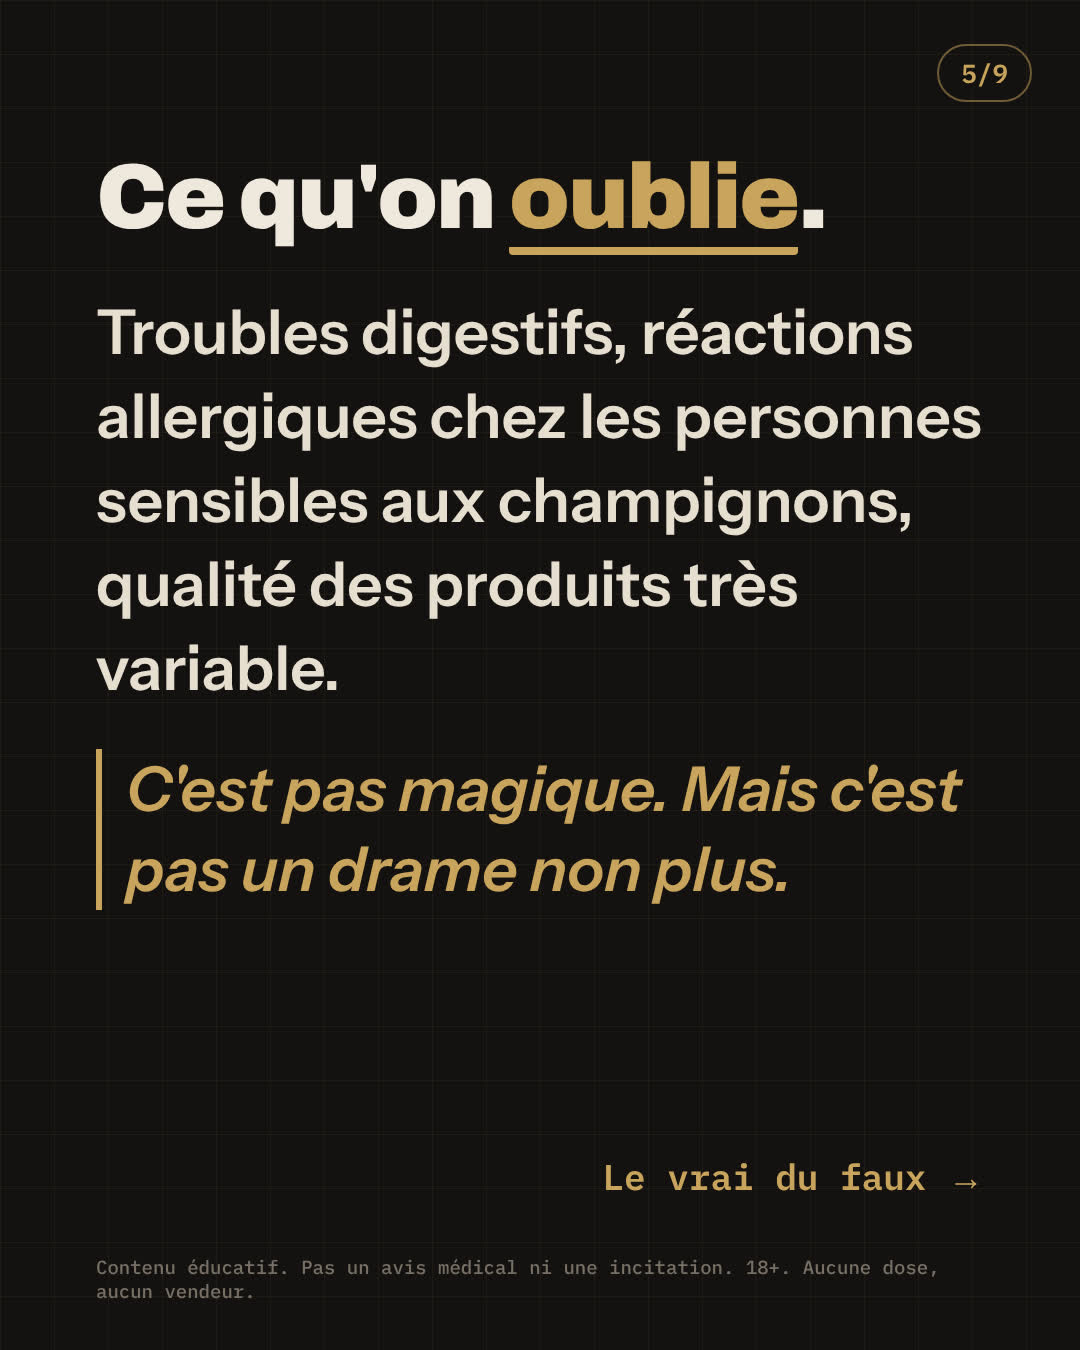 5/9
Ce qu'on oublie.
Troubles digestifs, réactions
allergiques chez les personnes
sensibles aux champignons,
qualité des produits très
variable.
C'est pas magique. Mais c'est
pas un drame non plus.
Le vrai du faux →
Contenu éducatif. Pas un avis médical ni une incitation. 18+. Aucune dose,
aucun vendeur.